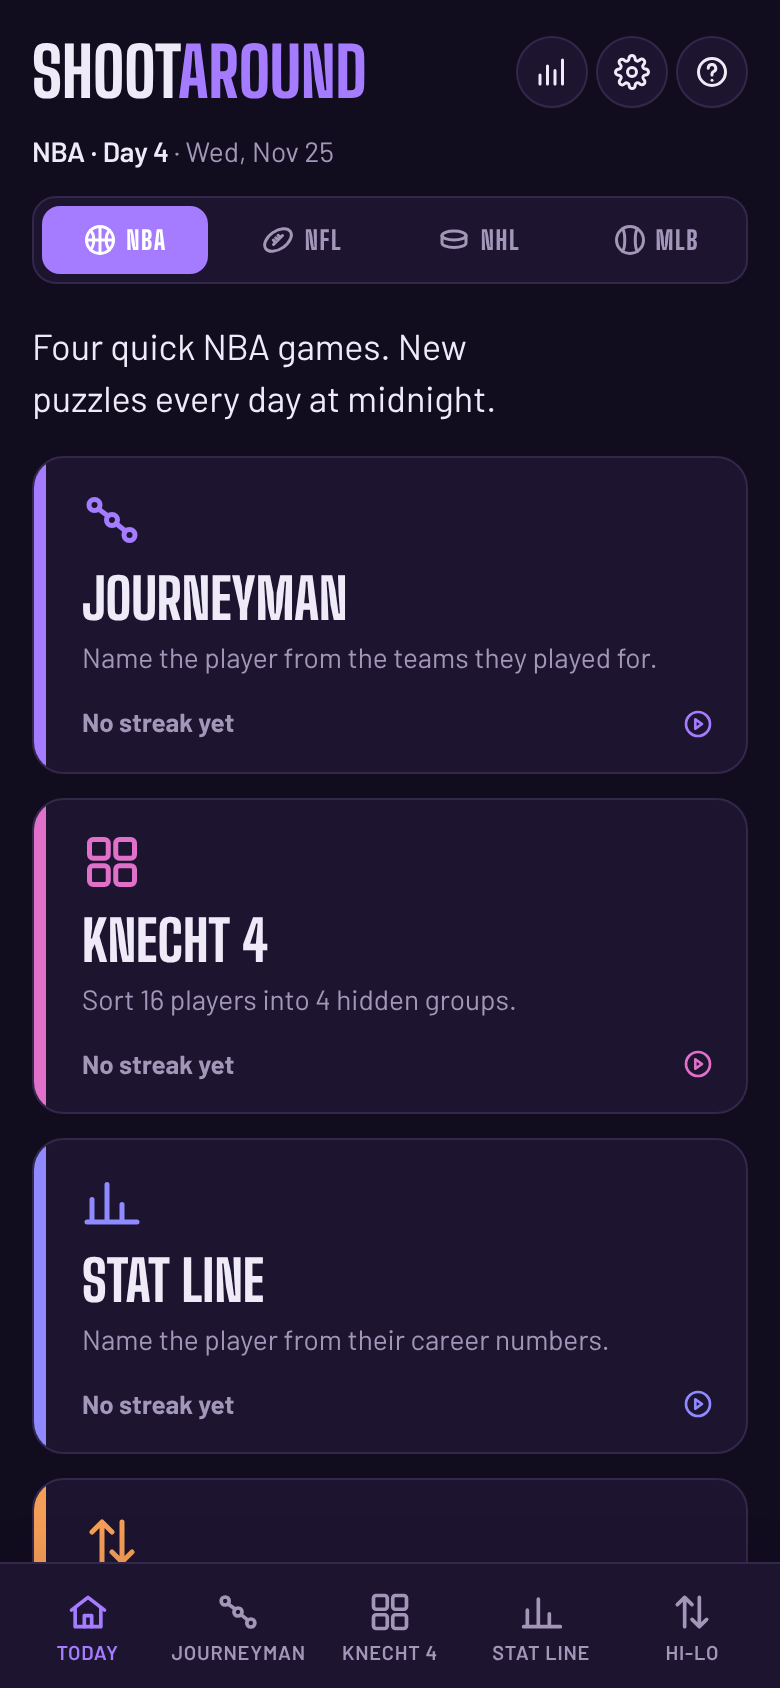 SHOOTAROUND
NBA · Day 4 · Wed, Nov 25
NBA NFL NHL MLB
Four quick NBA games. New
puzzles every day at midnight.
JOURNEYMAN
Name the player from the teams they played for.
No streak yet
KNECHT 4
Sort 16 players into 4 hidden groups.
No streak yet
STAT LINE
Name the player from their career numbers.
No streak yet
TODAY JOURNEYMAN KNECHT 4 STAT LINE HI-LO